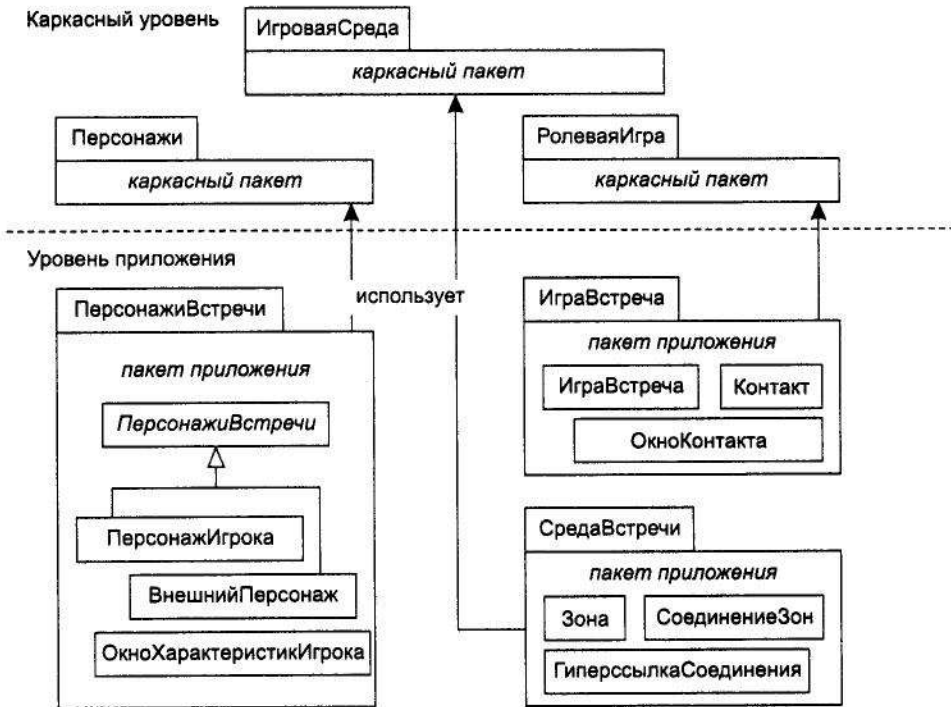 Каркасный уровень
ИгроваяСреда
каркасный пакет
Персонажи
каркасный пакет
РолеваяИгра
каркасный пакет
Уровень приложения
использует
ПерсонажиВстречи
пакет приложения
ПерсонажиВстречи
ПерсонажИгрока
ВнешнийПерсонаж
ОкноХарактеристикИгрока
ИграВстреча
пакет приложения
ИграВстреча
Контакт
ОкноКонтакта
СредаВстречи
пакет приложения
Зона
СоединениеЗон
ГиперссылкаСоединения